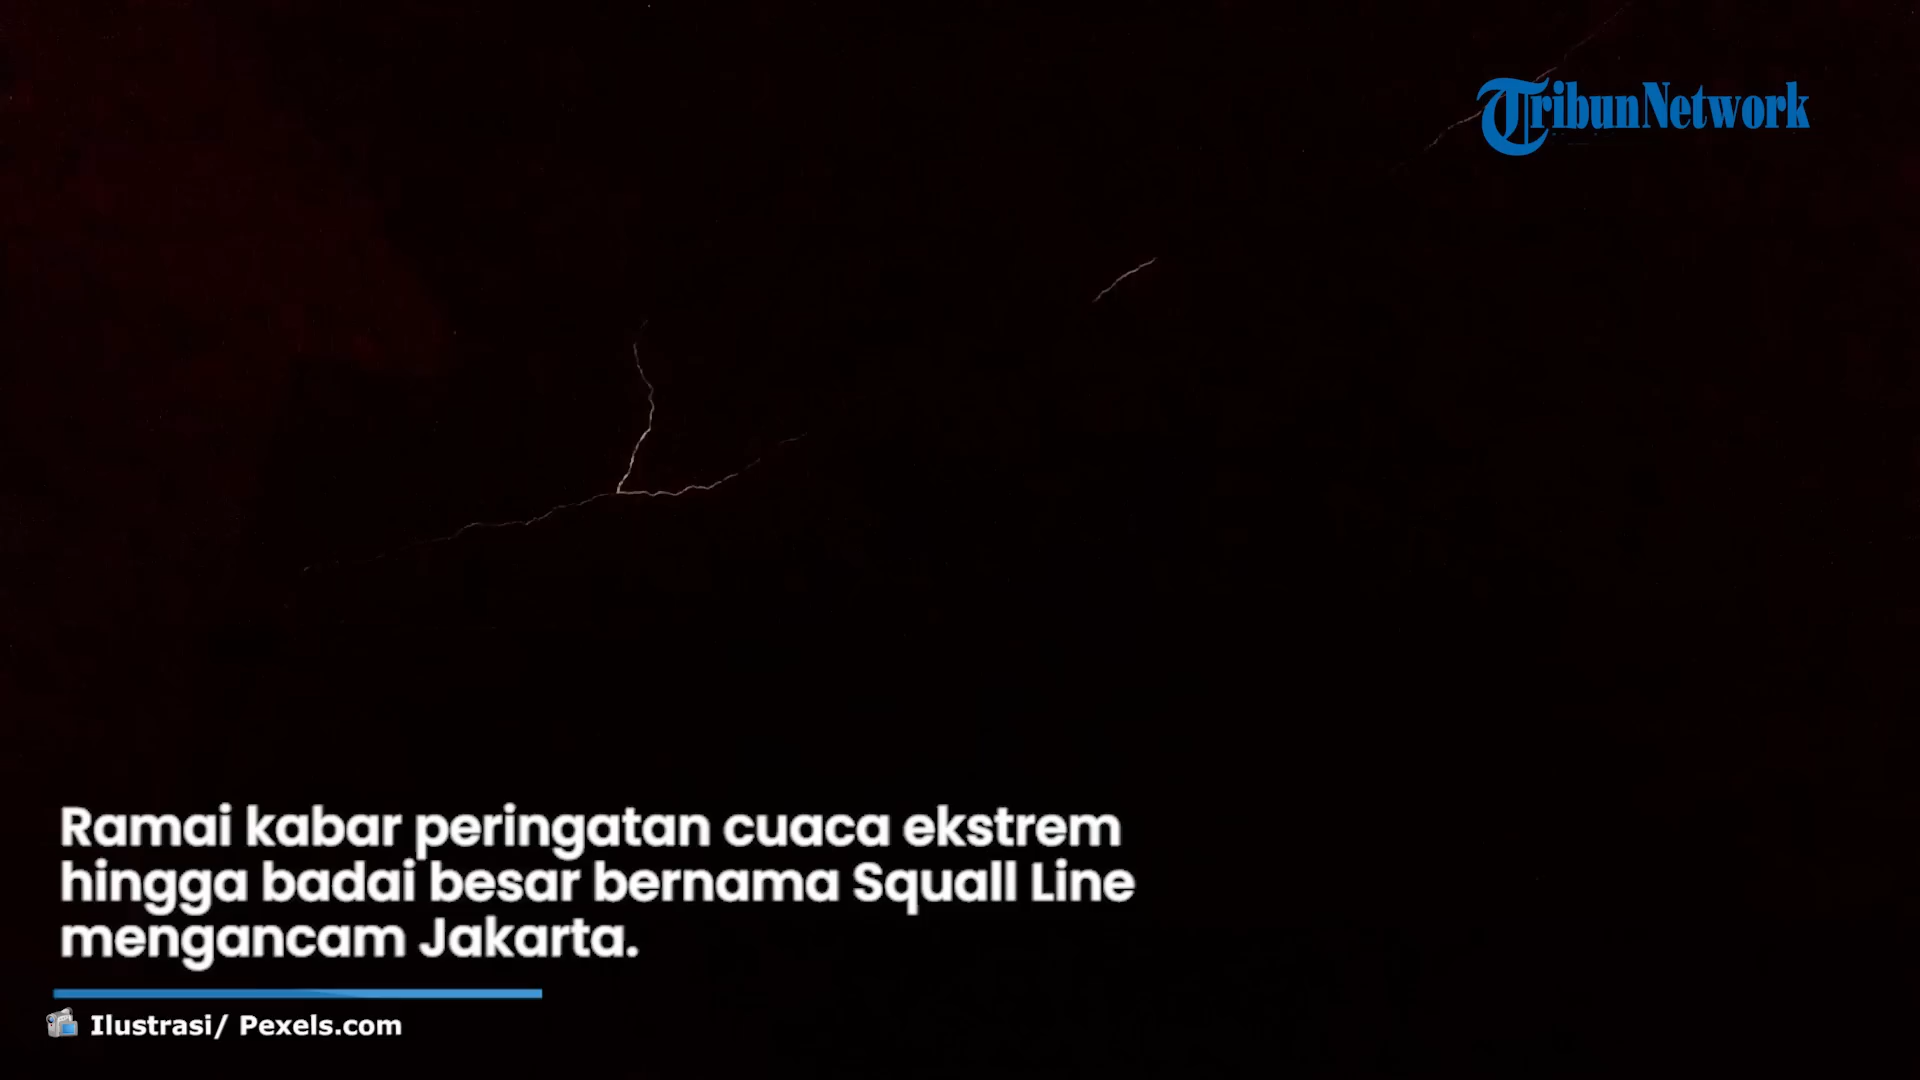 TribunNetwork
Ramai kabar peringatan cuaca ekstrem
hingga badai besar bernama Squall Line
mengancam Jakarta.
Ilustrasi/ Pexels.com